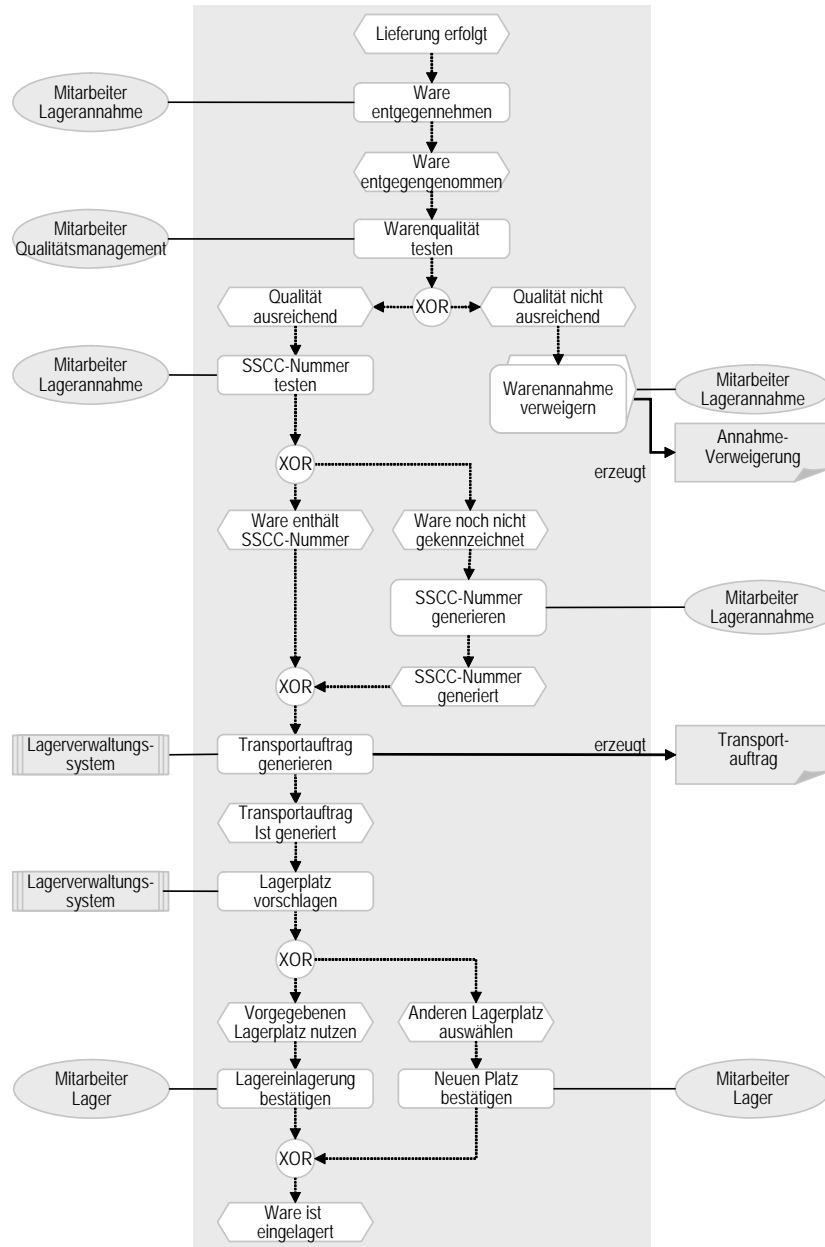 Lieferung erfolgt
Mitarbeiter
Lagerannahme
Ware
entgegennehmen
Ware
entgegengenommen
Mitarbeiter
Qualitätsmanagement
Warenqualität
testen
Qualität
ausreichend
XOR
Qualität nicht
ausreichend
Mitarbeiter
Lagerannahme
SSCC-Nummer
testen
Warenannahme
verweigern
Mitarbeiter
Lagerannahme
XOR
erzeugt
Annahme-
Verweigerung
Ware enthält
SSCC-Nummer
Ware noch nicht
gekennzeichnet
SSCC-Nummer
generieren
Mitarbeiter
Lagerannahme
XOR
SSCC-Nummer
generiert
Lagerverwaltungs-
system
Transportauftrag
generieren
erzeugt
Transport-
auftrag
Transportauftrag
Ist generiert
Lagerverwaltungs-
system
Lagerplatz
vorschlagen
XOR
Vorgegebenen
Lagerplatz nutzen
Anderen Lagerplatz
auswählen
Mitarbeiter
Lager
Lagereinlagerung
bestätigen
Neuen Platz
bestätigen
Mitarbeiter
Lager
XOR
Ware ist
eingelagert